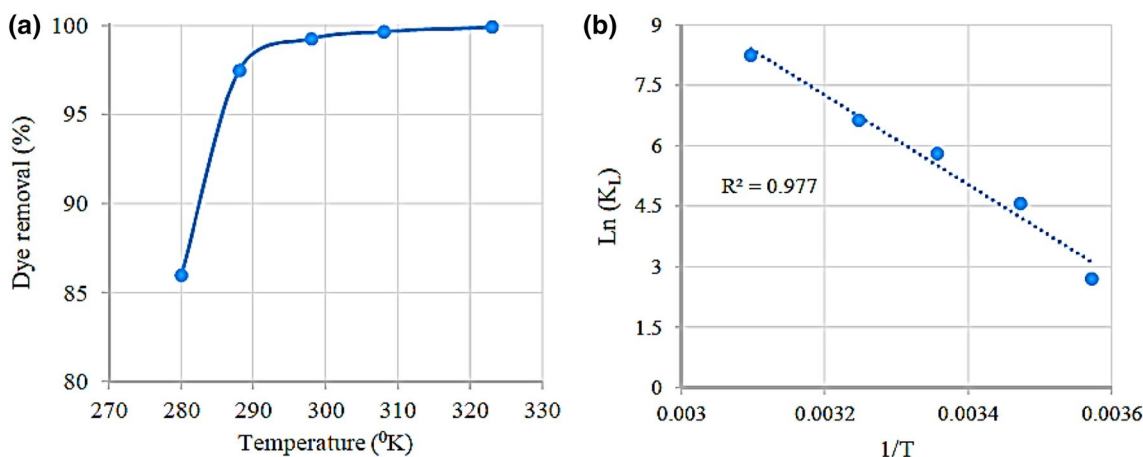 (a)
Dye removal (%)
100
95
90
85
80
270 280 290 300 310 320 330
Temperature (⁰K)
(b)
Ln (K_L)
9
7.5
6
4.5
3
1.5
0
R² = 0.977
0.003 0.0032 0.0034 0.0036
1/T